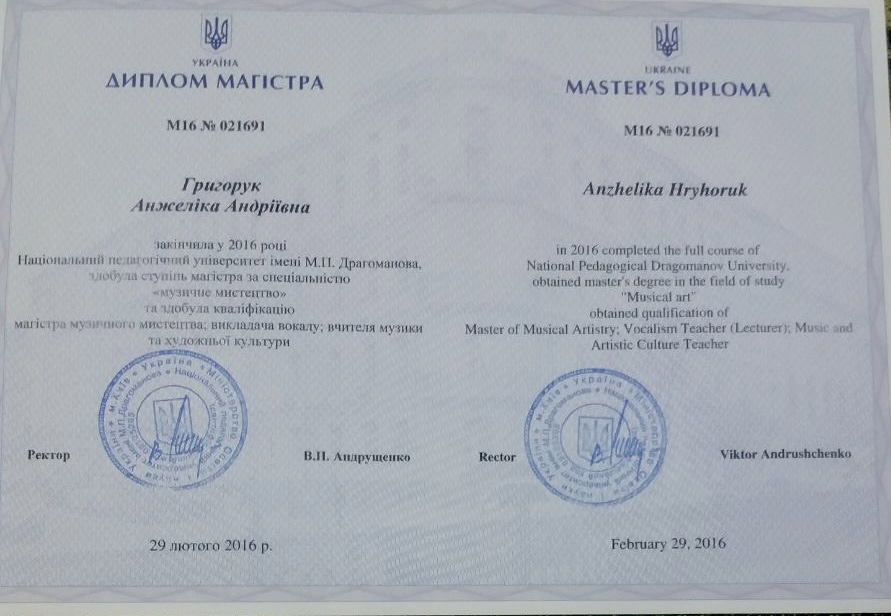 УКРАЇНА
ДИПЛОМ МАГІСТРА
М16 № 021691
Григорук
Анжеліка Андріївна
закінчила у 2016 році
Національний педагогічний університет імені М.П. Драгоманова,
здобула ступінь магістра за спеціальністю
«музичне мистецтво»
та здобула кваліфікацію
магістра музичного мистецтва; викладача вокалу; вчителя музики
та художньої культури
Ректор
В.П. Андрущенко
29 лютого 2016 р.
UKRAINE
MASTER'S DIPLOMA
М16 № 021691
Anzhelika Hryhoruk
in 2016 completed the full course of
National Pedagogical Dragomanov University,
obtained master's degree in the field of study
"Musical art"
obtained qualification of
Master of Musical Artistry; Vocalism Teacher (Lecturer); Music and
Artistic Culture Teacher
Rector
Viktor Andrushchenko
February 29, 2016